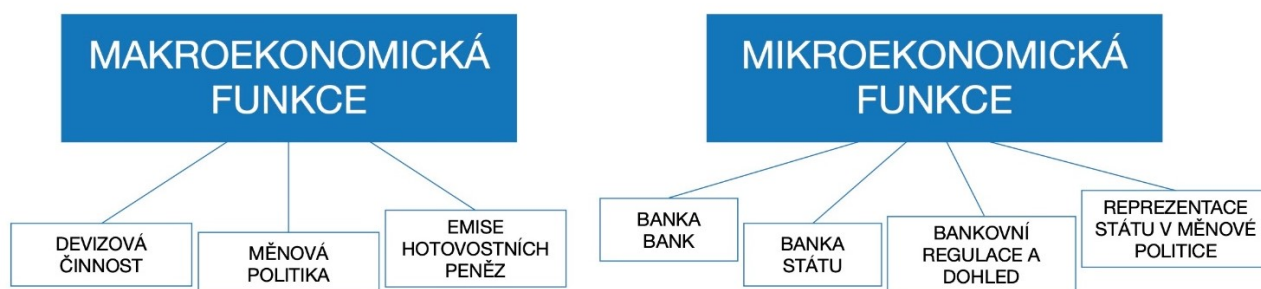 MAKROEKONOMICKÁ
FUNKCE
DEVIZOVÁ
ČINNOST
MĚNOVÁ
POLITIKA
EMISE
HOTOVOSTNÍCH
PENĚZ
MIKROEKONOMICKÁ
FUNKCE
BANKA
BANK
BANKA
STÁTU
BANKOVNÍ
REGULACE A
DOHLED
REPREZENTACE
STÁTU V MĚNOVÉ
POLITICE